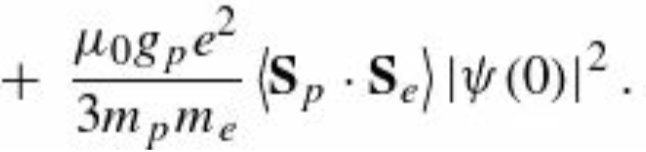 + \frac{\mu_0 g_p e^2}{3 m_p m_e} \langle \mathbf{S}_p \cdot \mathbf{S}_e \rangle |\psi(0)|^2 .